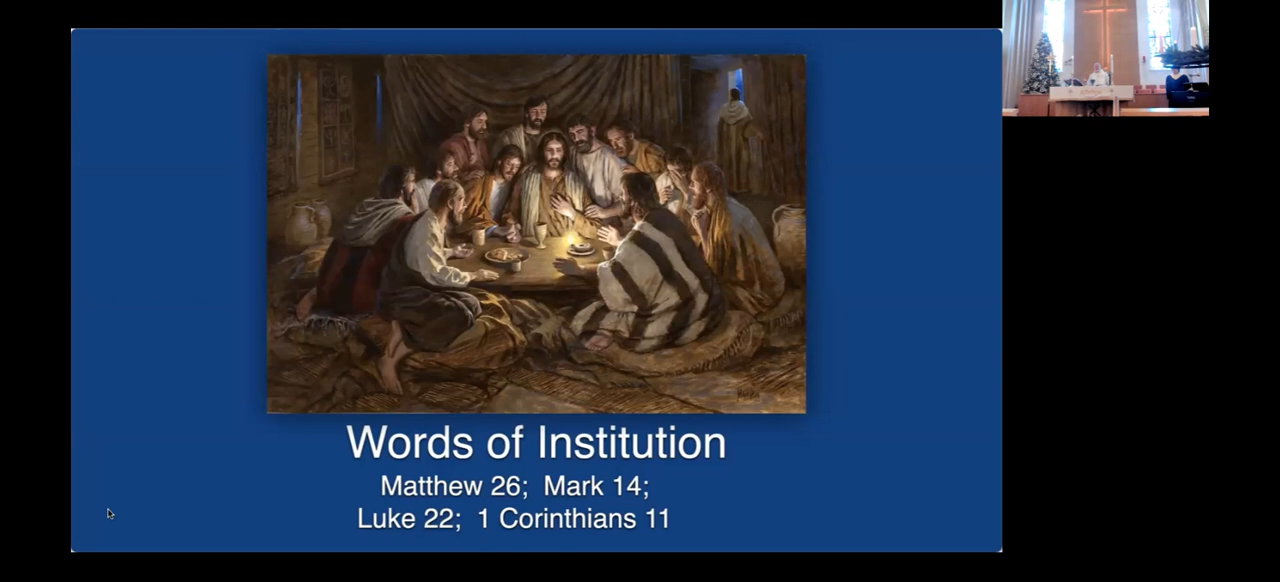 Words of Institution
Matthew 26;  Mark 14;
Luke 22;  1 Corinthians 11